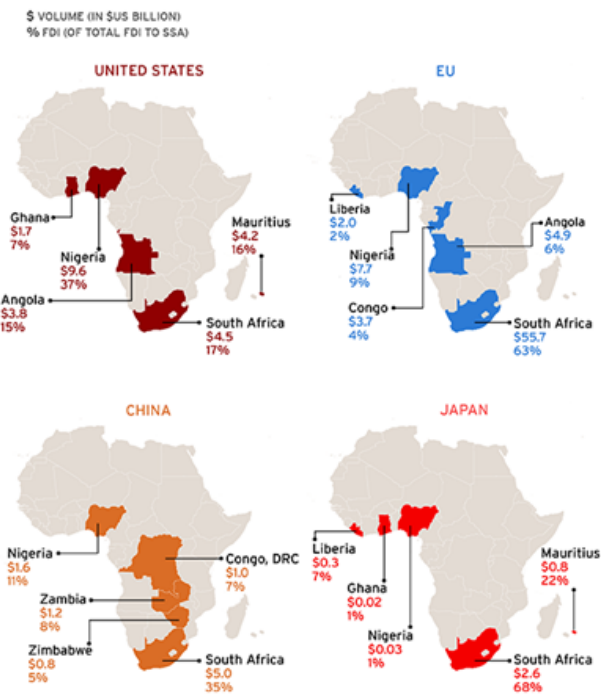 $ VOLUME (IN $US BILLION)
% FDI (OF TOTAL FDI TO SSA)
UNITED STATES
Ghana
$1.7
7%
Nigeria
$9.6
37%
Mauritius
$4.2
16%
Angola
$3.8
15%
South Africa
$4.5
17%
EU
Liberia
$2.0
2%
Nigeria
$7.7
9%
Angola
$4.9
6%
Congo
$3.7
4%
South Africa
$55.7
63%
CHINA
Nigeria
$1.6
11%
Congo, DRC
$1.0
7%
Zambia
$1.2
8%
Zimbabwe
$0.8
5%
South Africa
$5.0
35%
JAPAN
Liberia
$0.3
7%
Ghana
$0.02
1%
Nigeria
$0.03
1%
Mauritius
$0.8
22%
South Africa
$2.6
68%